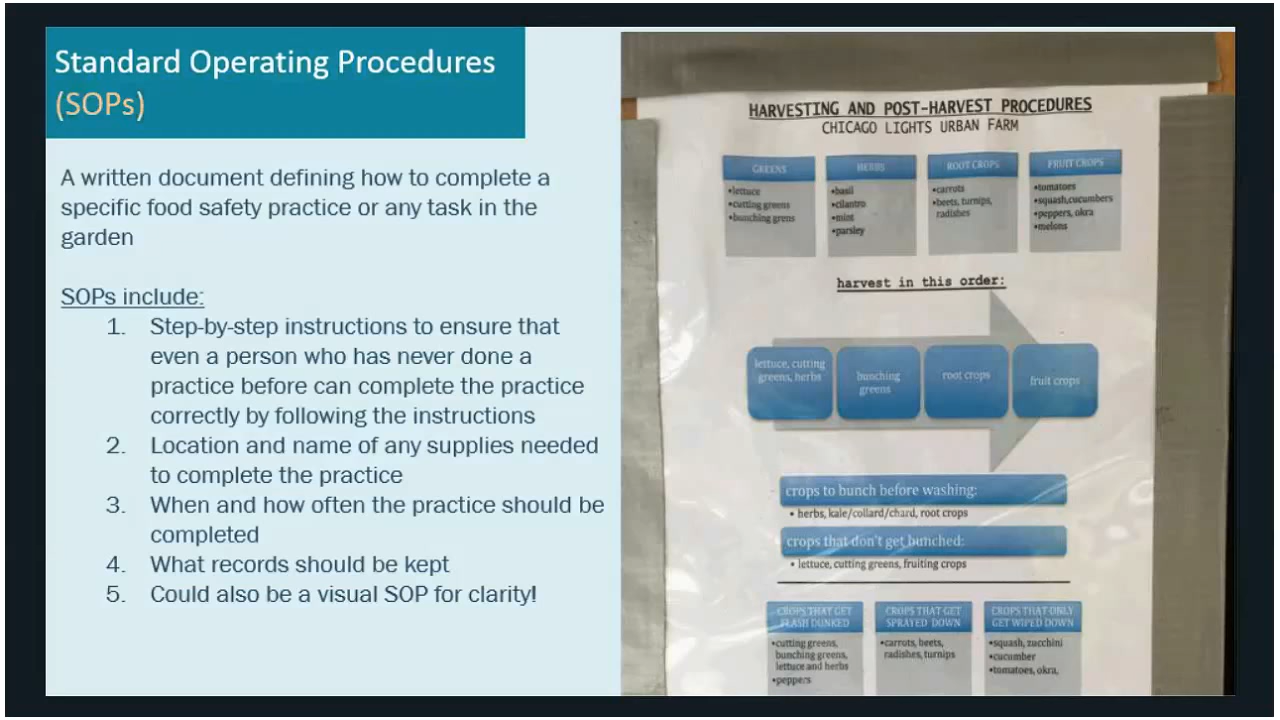 Standard Operating Procedures
(SOPs)
A written document defining how to complete a
specific food safety practice or any task in the
garden
SOPs include:
1. Step-by-step instructions to ensure that
even a person who has never done a
practice before can complete the practice
correctly by following the instructions
2. Location and name of any supplies needed
to complete the practice
3. When and how often the practice should be
completed
4. What records should be kept
5. Could also be a visual SOP for clarity!
HARVESTING AND POST-HARVEST PROCEDURES
CHICAGO LIGHTS URBAN FARM
GREENS
•lettuce
•cutting greens
•bunching grens
HERBS
•basil
•cilantro
•mint
•parsley
ROOT CROPS
•carrots
•beets, turnips,
radishes
FRUIT CROPS
•tomatoes
•squash,cucumbers
•peppers, okra
•melons
harvest in this order:
lettuce, cutting
greens, herbs
bunching
greens
root crops
fruit crops
crops to bunch before washing:
• herbs, kale/collard/chard, root crops
crops that don't get bunched:
• lettuce, cutting greens, fruiting crops
CROPS THAT GET
FLASH DUNKED
•cutting greens,
bunching greens,
lettuce and herbs
•peppers
CROPS THAT GET
SPRAYED DOWN
•carrots, beets,
radishes, turnips
CROPS THAT ONLY
GET WIPED DOWN
•squash, zucchini
•cucumber
•tomatoes, okra,